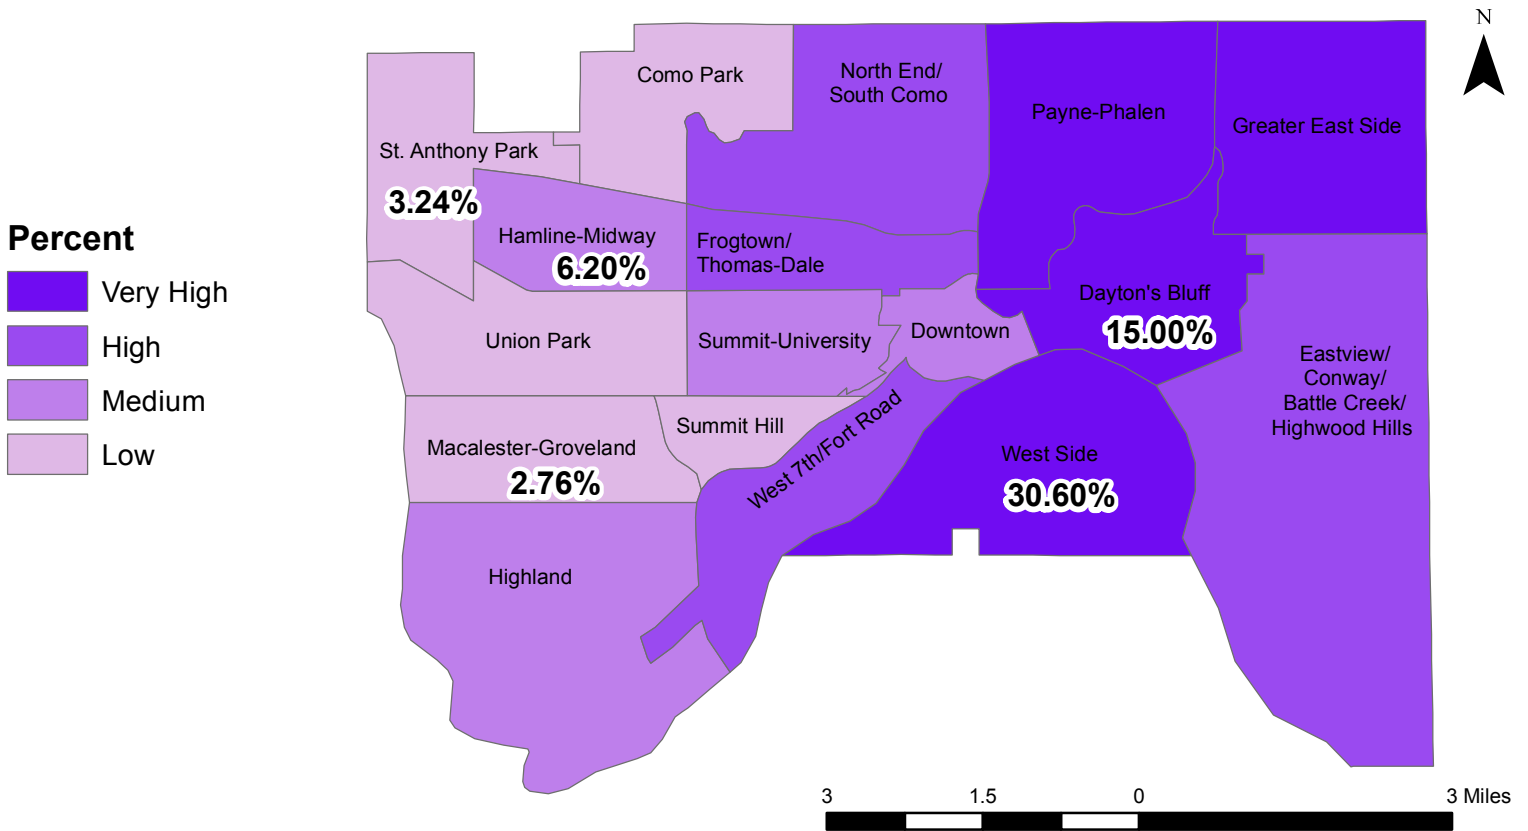 N
Como Park
North End/
South Como
Payne-Phalen
Greater East Side
St. Anthony Park
3.24%
Hamline-Midway
6.20%
Frogtown/
Thomas-Dale
Percent
Very High
High
Medium
Low
Dayton's Bluff
15.00%
Union Park
Summit-University
Downtown
Eastview/
Conway/
Battle Creek/
Highwood Hills
Macalester-Groveland
2.76%
Summit Hill
West 7th/Fort Road
West Side
30.60%
Highland
3 1.5 0 3 Miles